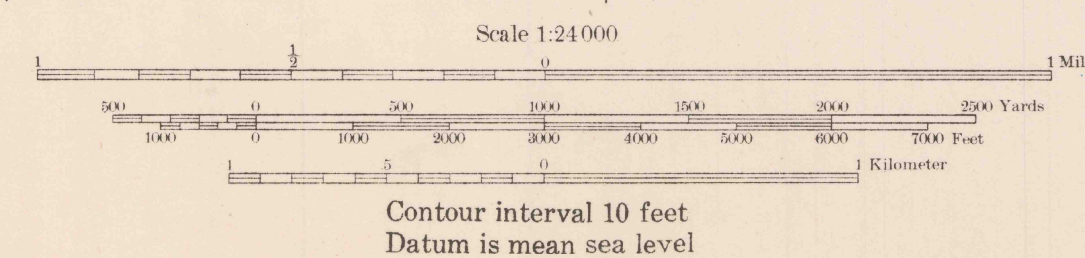 Scale 1:24000
1 1/2 0 1 Mil
500 0 500 1000 1500 2000 2500 Yards
1000 0 1000 2000 3000 4000 5000 6000 7000 Feet
1 .5 0 1 Kilometer
Contour interval 10 feet
Datum is mean sea level